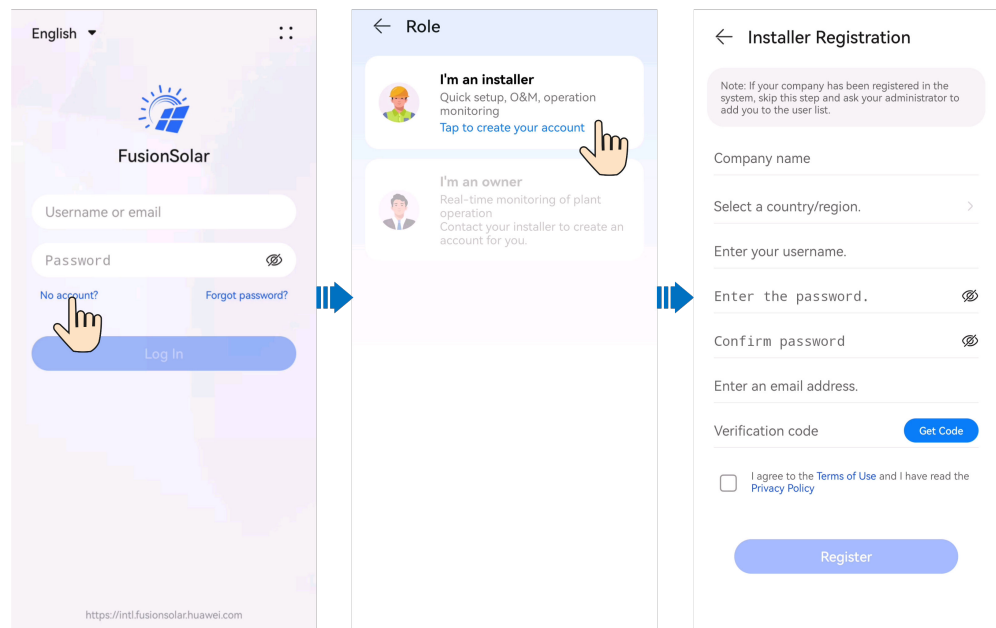 English
FusionSolar
Username or email
Password
No account?
Forgot password?
Log In
https://intl.fusionsolar.huawei.com
Role
I'm an installer
Quick setup, O&M, operation
monitoring
Tap to create your account
I'm an owner
Real-time monitoring of plant
operation
Contact your installer to create an
account for you.
Installer Registration
Note: If your company has been registered in the
system, skip this step and ask your administrator to
add you to the user list.
Company name
Select a country/region.
Enter your username.
Enter the password.
Confirm password
Enter an email address.
Verification code
Get Code
I agree to the Terms of Use and I have read the
Privacy Policy
Register